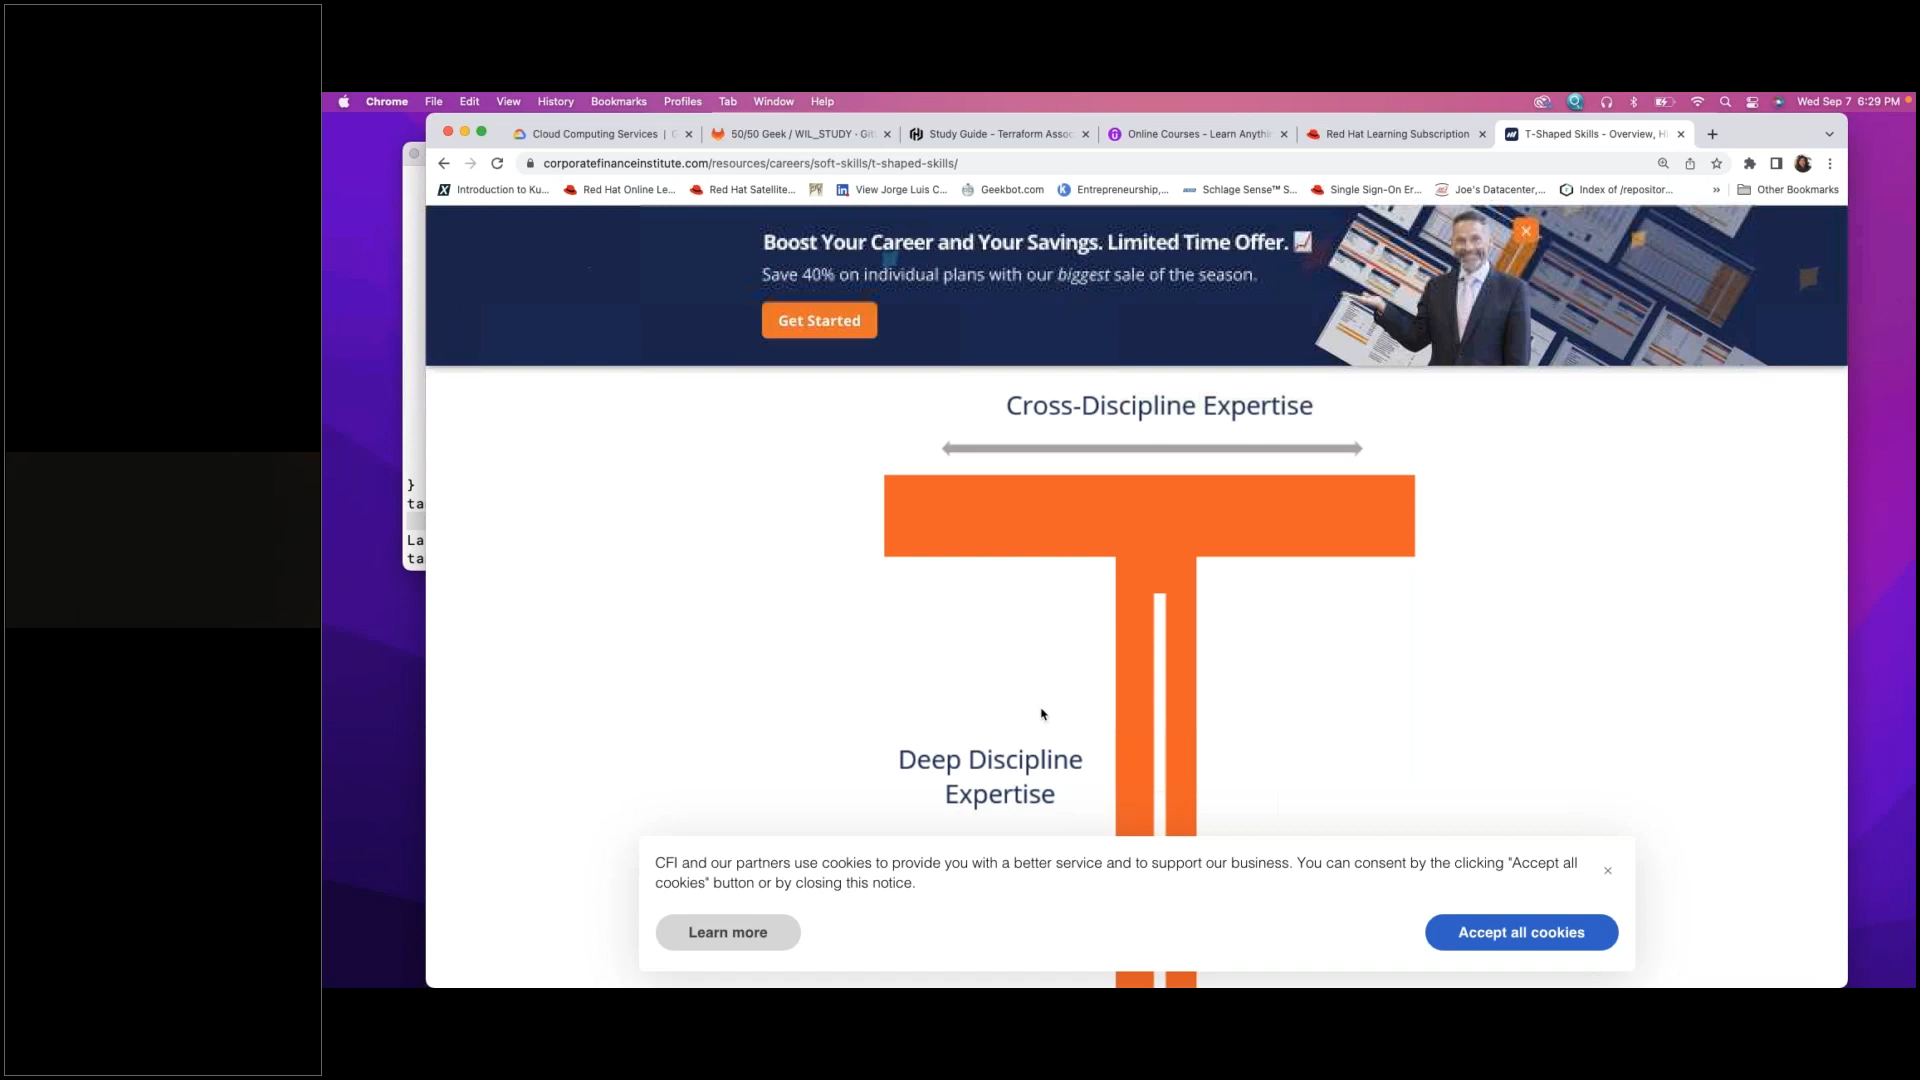 Chrome File Edit View History Bookmarks Profiles Tab Window Help Wed Sep 7 6:29 PM
Cloud Computing Services | 50/50 Geek / WIL_STUDY · Git Study Guide - Terraform Assoc Online Courses - Learn Anythin Red Hat Learning Subscription T-Shaped Skills - Overview, H
corporatefinanceinstitute.com/resources/careers/soft-skills/t-shaped-skills/
Introduction to Ku... Red Hat Online Le... Red Hat Satellite... View Jorge Luis C... Geekbot.com Entrepreneurship,... Schlage Sense™ S... Single Sign-On Er... Joe's Datacenter,... Index of /repositor... » Other Bookmarks
Boost Your Career and Your Savings. Limited Time Offer.
Save 40% on individual plans with our biggest sale of the season.
Get Started
Cross-Discipline Expertise
}
ta
La
ta
Deep Discipline
Expertise
CFI and our partners use cookies to provide you with a better service and to support our business. You can consent by the clicking "Accept all
cookies" button or by closing this notice.
Learn more Accept all cookies